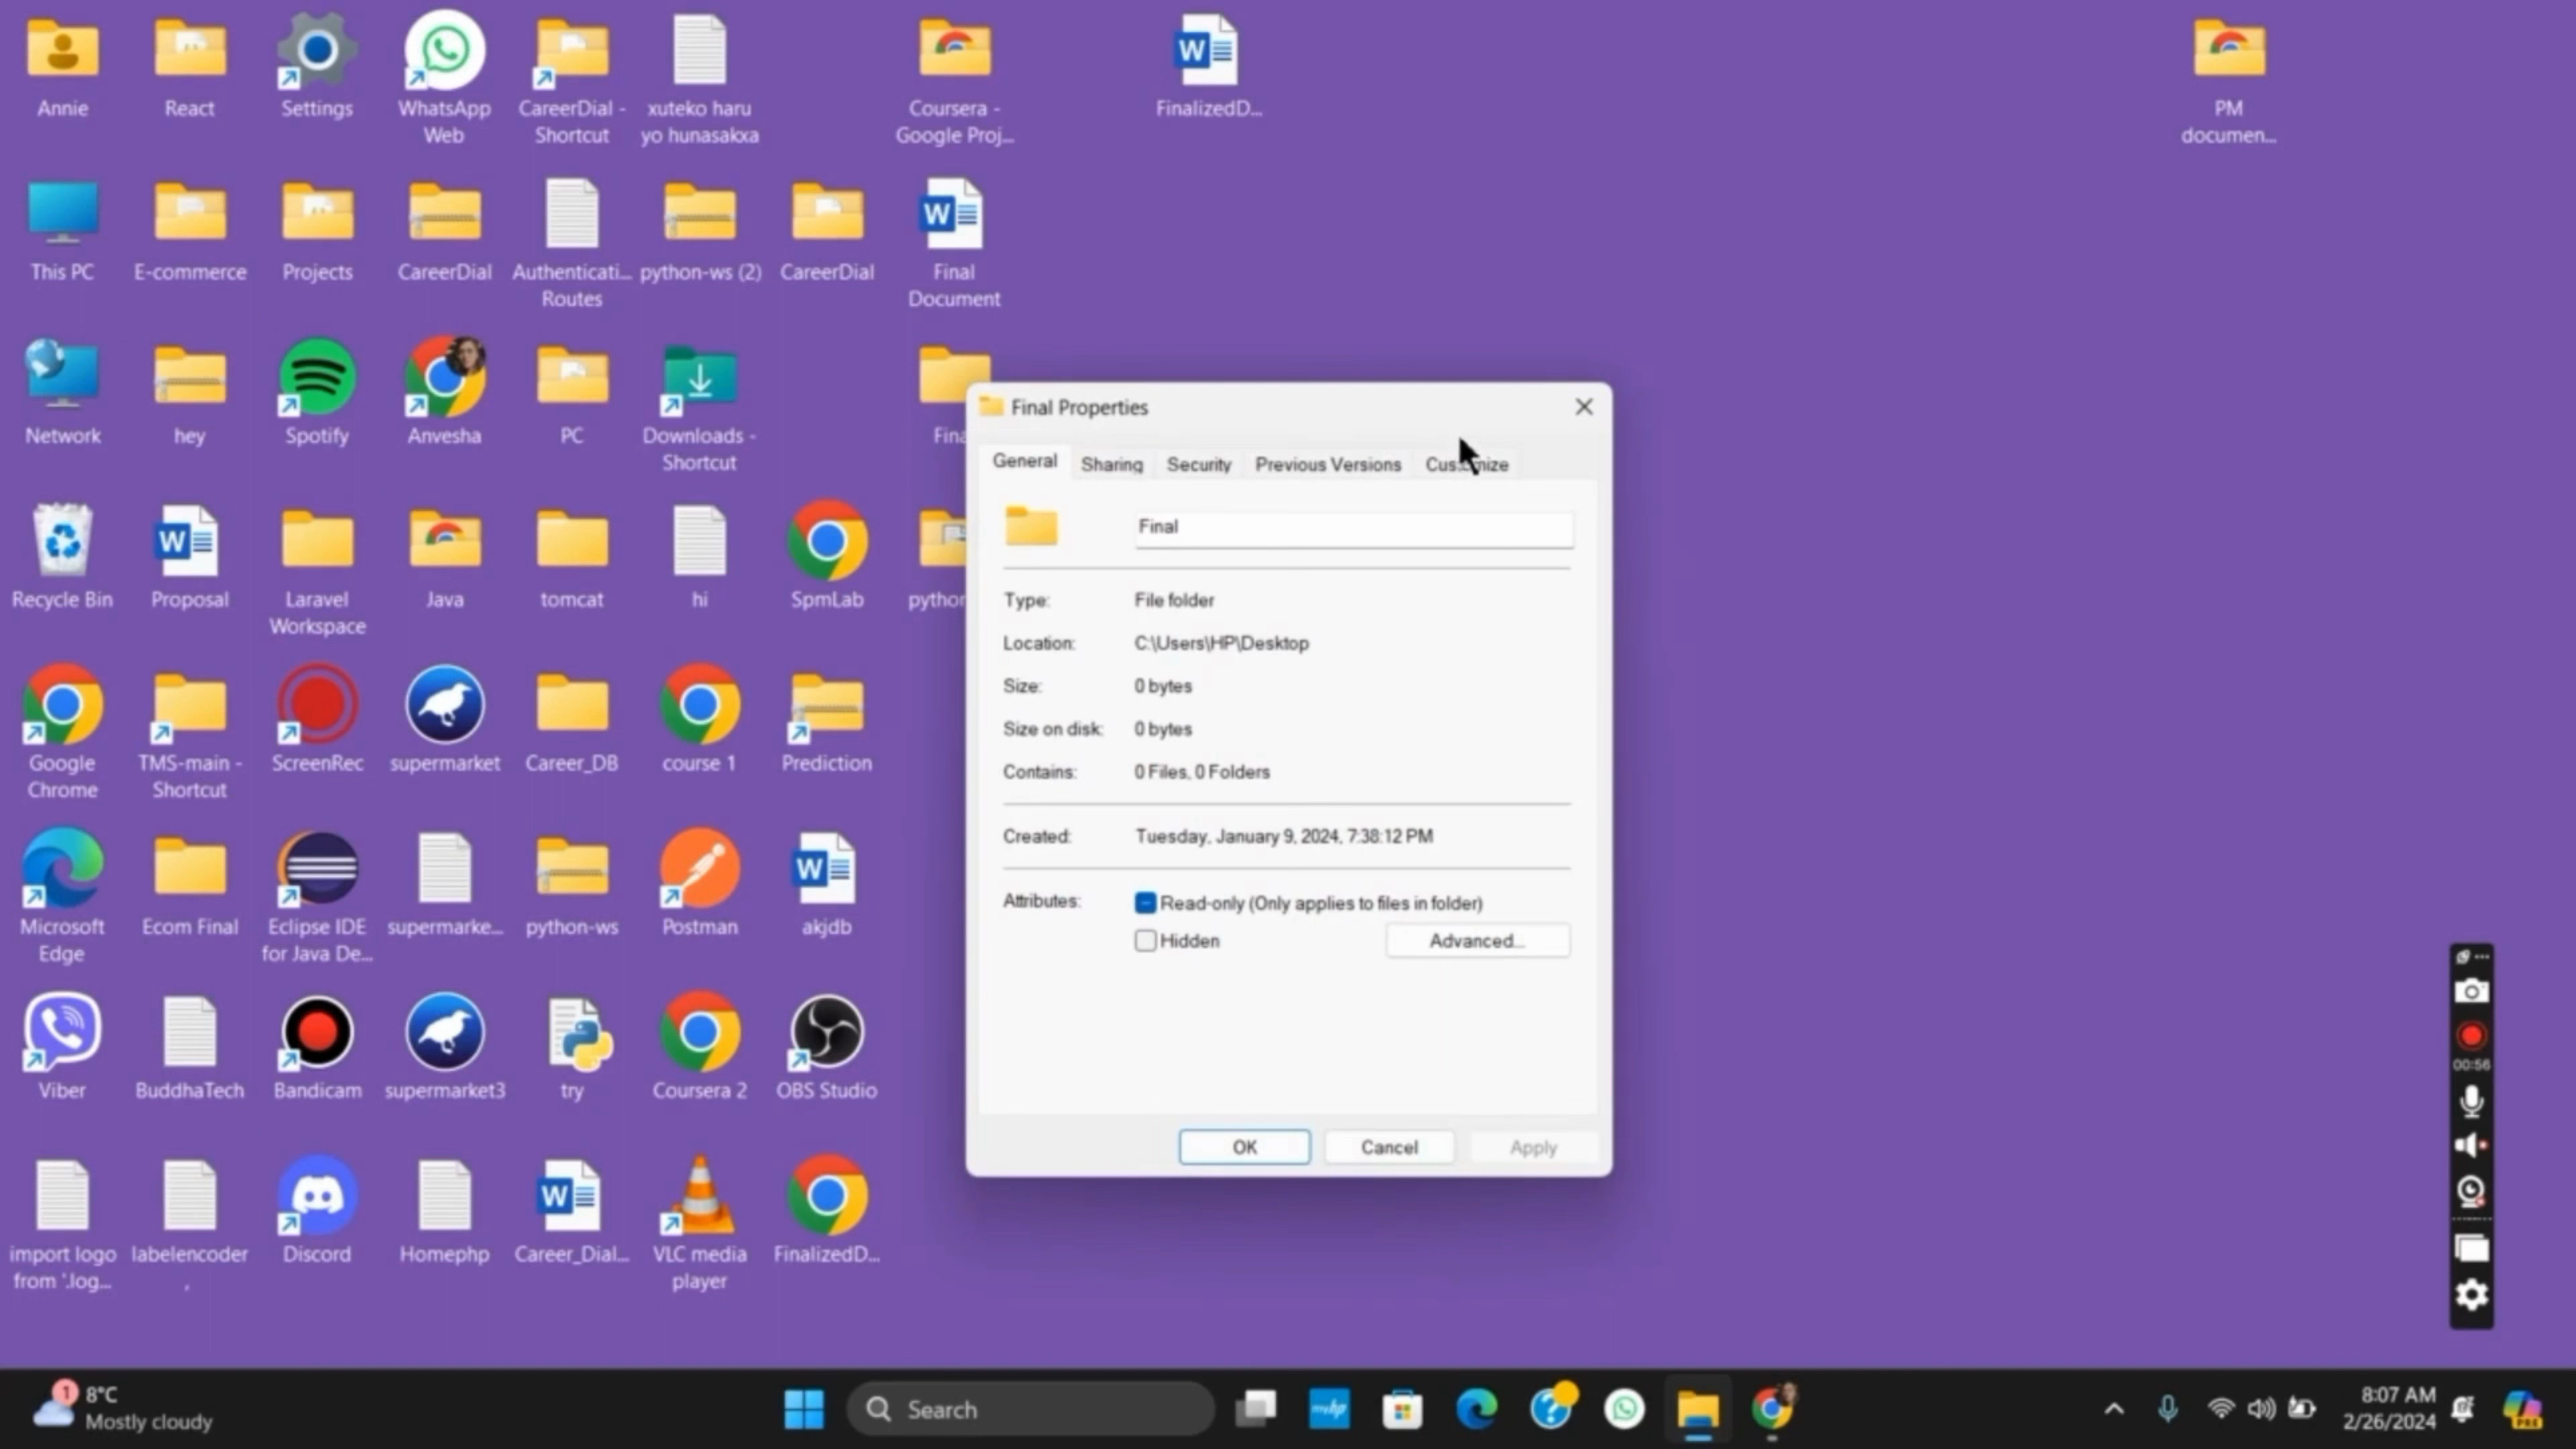 Annie
React
Settings
WhatsApp
Web
CareerDial -
Shortcut
xuteko haru
yo hunasakxa
Coursera -
Google Proj...
FinalizedD...
PM
documen...
This PC
E-commerce
Projects
CareerDial
Authenticati...
Routes
python-ws (2)
CareerDial
Final
Document
Network
hey
Spotify
Anvesha
PC
Downloads -
Shortcut
Recycle Bin
Proposal
Laravel
Workspace
Java
tomcat
hi
SpmLab
Google
Chrome
TMS-main -
Shortcut
ScreenRec
supermarket
Career_DB
course 1
Prediction
Microsoft
Edge
Ecom Final
Eclipse IDE
for Java De...
supermarke...
python-ws
Postman
akjdb
Viber
BuddhaTech
Bandicam
supermarket3
try
Coursera 2
OBS Studio
import logo
from '.log...
labelencoder
,
Discord
Homephp
Career_Dial...
VLC media
player
FinalizedD...
Final Properties
General Sharing Security Previous Versions Customize
Final
Type: File folder
Location: C:\Users\HP\Desktop
Size: 0 bytes
Size on disk: 0 bytes
Contains: 0 Files, 0 Folders
Created: Tuesday, January 9, 2024, 7:38:12 PM
Attributes: Read-only (Only applies to files in folder)
Hidden Advanced...
OK Cancel Apply
00:56
1
8°C
Mostly cloudy
Search
myhp
8:07 AM
2/26/2024
PRE